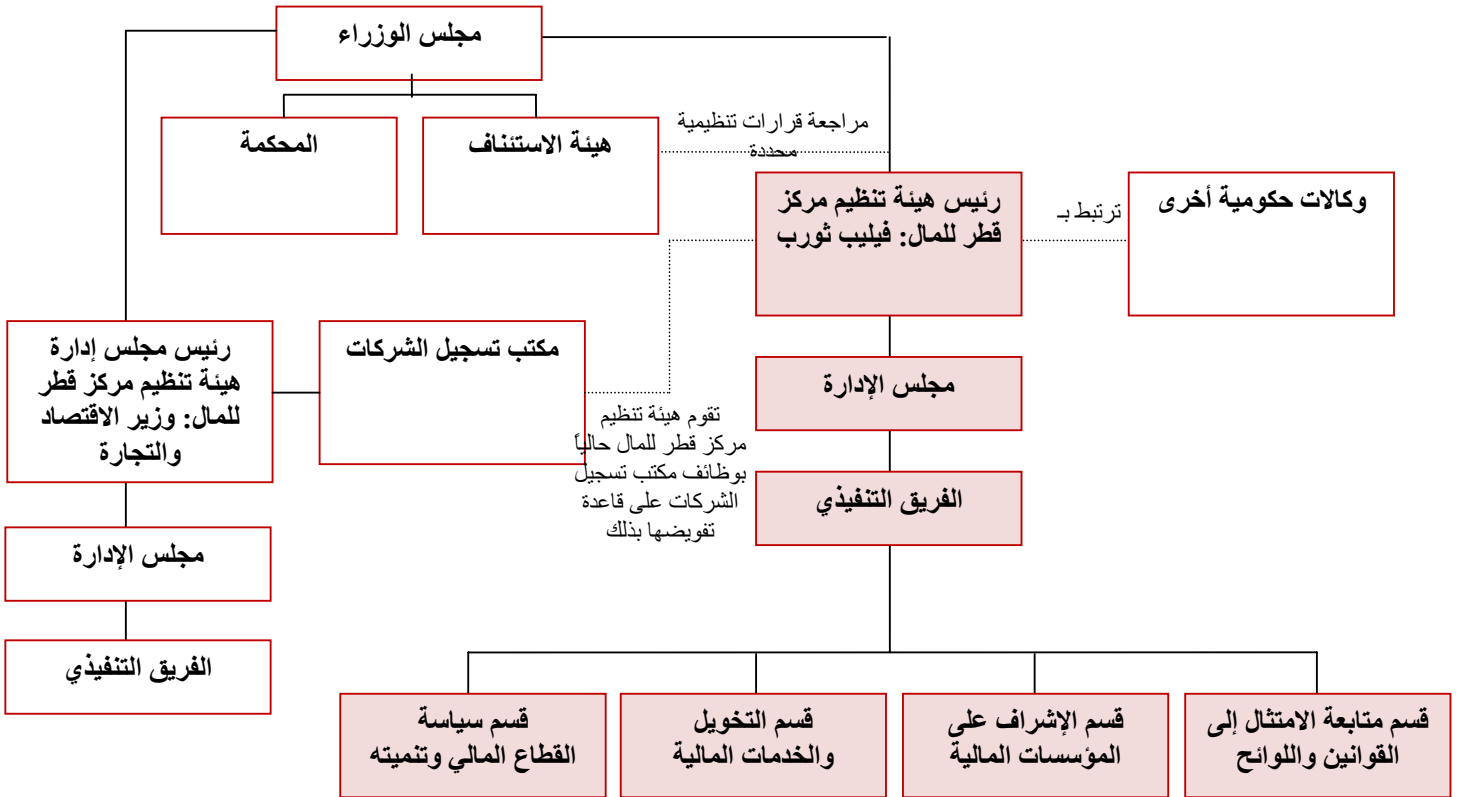 مجلس الوزراء
هيئة الاستئناف
المحكمة
مراجعة قرارات تنظيمية
محددة
وكالات حكومية أخرى
ترتبط بـ
رئيس هيئة تنظيم مركز
قطر للمال: فيليب ثورب
مكتب تسجيل الشركات
رئيس مجلس إدارة
هيئة تنظيم مركز قطر
للمال: وزير الاقتصاد
والتجارة
مجلس الإدارة
تقوم هيئة تنظيم
مركز قطر للمال حالياً
بوظائف مكتب تسجيل
الشركات على قاعدة
تفويضها بذلك
الفريق التنفيذي
مجلس الإدارة
الفريق التنفيذي
قسم متابعة الامتثال إلى
القوانين واللوائح
قسم الإشراف على
المؤسسات المالية
قسم التخويل
والخدمات المالية
قسم سياسة
القطاع المالي وتنميته